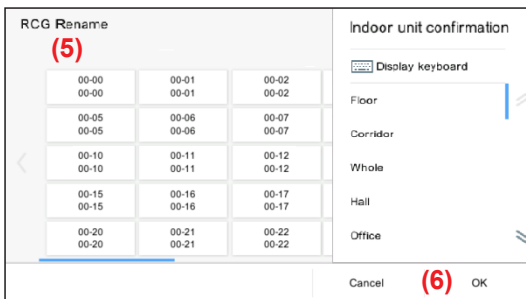 RCG Rename
(5)
00-00 00-01 00-02
00-00 00-01 00-02
00-05 00-06 00-07
00-05 00-06 00-07
00-10 00-11 00-12
00-10 00-11 00-12
00-15 00-16 00-17
00-15 00-16 00-17
00-20 00-21 00-22
00-20 00-21 00-22
Indoor unit confirmation
Display keyboard
Floor
Corridor
Whole
Hall
Office
Cancel (6) OK